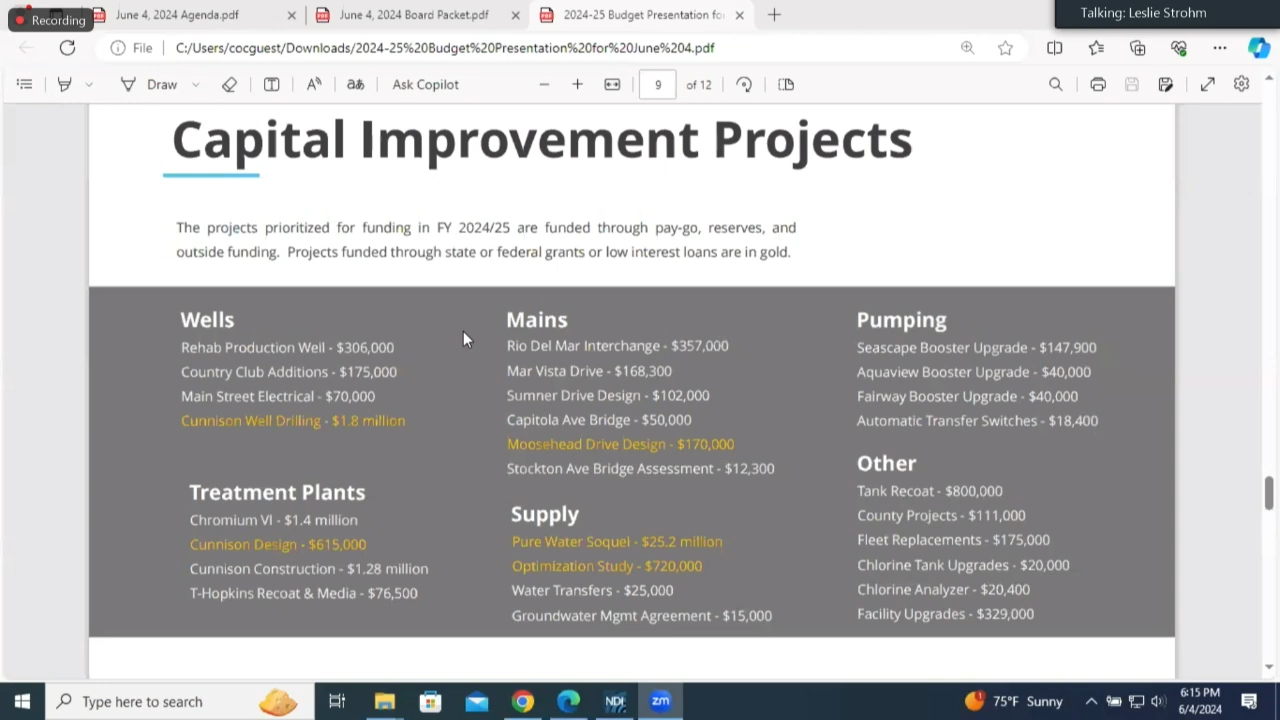 Recording
June 4, 2024 Agenda.pdf
June 4, 2024 Board Packet.pdf
2024-25 Budget Presentation for
Talking: Leslie Strohm
File
C:/Users/cocguest/Downloads/2024-25%20Budget%20Presentation%20for%20June%204.pdf
Draw
Ask Copilot
9 of 12
Capital Improvement Projects
The projects prioritized for funding in FY 2024/25 are funded through pay-go, reserves, and
outside funding. Projects funded through state or federal grants or low interest loans are in gold.
Wells
Rehab Production Well - $306,000
Country Club Additions - $175,000
Main Street Electrical - $70,000
Cunnison Well Drilling - $1.8 million
Treatment Plants
Chromium VI - $1.4 million
Cunnison Design - $615,000
Cunnison Construction - $1.28 million
T-Hopkins Recoat & Media - $76,500
Mains
Rio Del Mar Interchange - $357,000
Mar Vista Drive - $168,300
Sumner Drive Design - $102,000
Capitola Ave Bridge - $50,000
Moosehead Drive Design - $170,000
Stockton Ave Bridge Assessment - $12,300
Supply
Pure Water Soquel - $25.2 million
Optimization Study - $720,000
Water Transfers - $25,000
Groundwater Mgmt Agreement - $15,000
Pumping
Seascape Booster Upgrade - $147,900
Aquaview Booster Upgrade - $40,000
Fairway Booster Upgrade - $40,000
Automatic Transfer Switches - $18,400
Other
Tank Recoat - $800,000
County Projects - $111,000
Fleet Replacements - $175,000
Chlorine Tank Upgrades - $20,000
Chlorine Analyzer - $20,400
Facility Upgrades - $329,000
Type here to search
NDI
zm
75°F Sunny
6:15 PM
6/4/2024